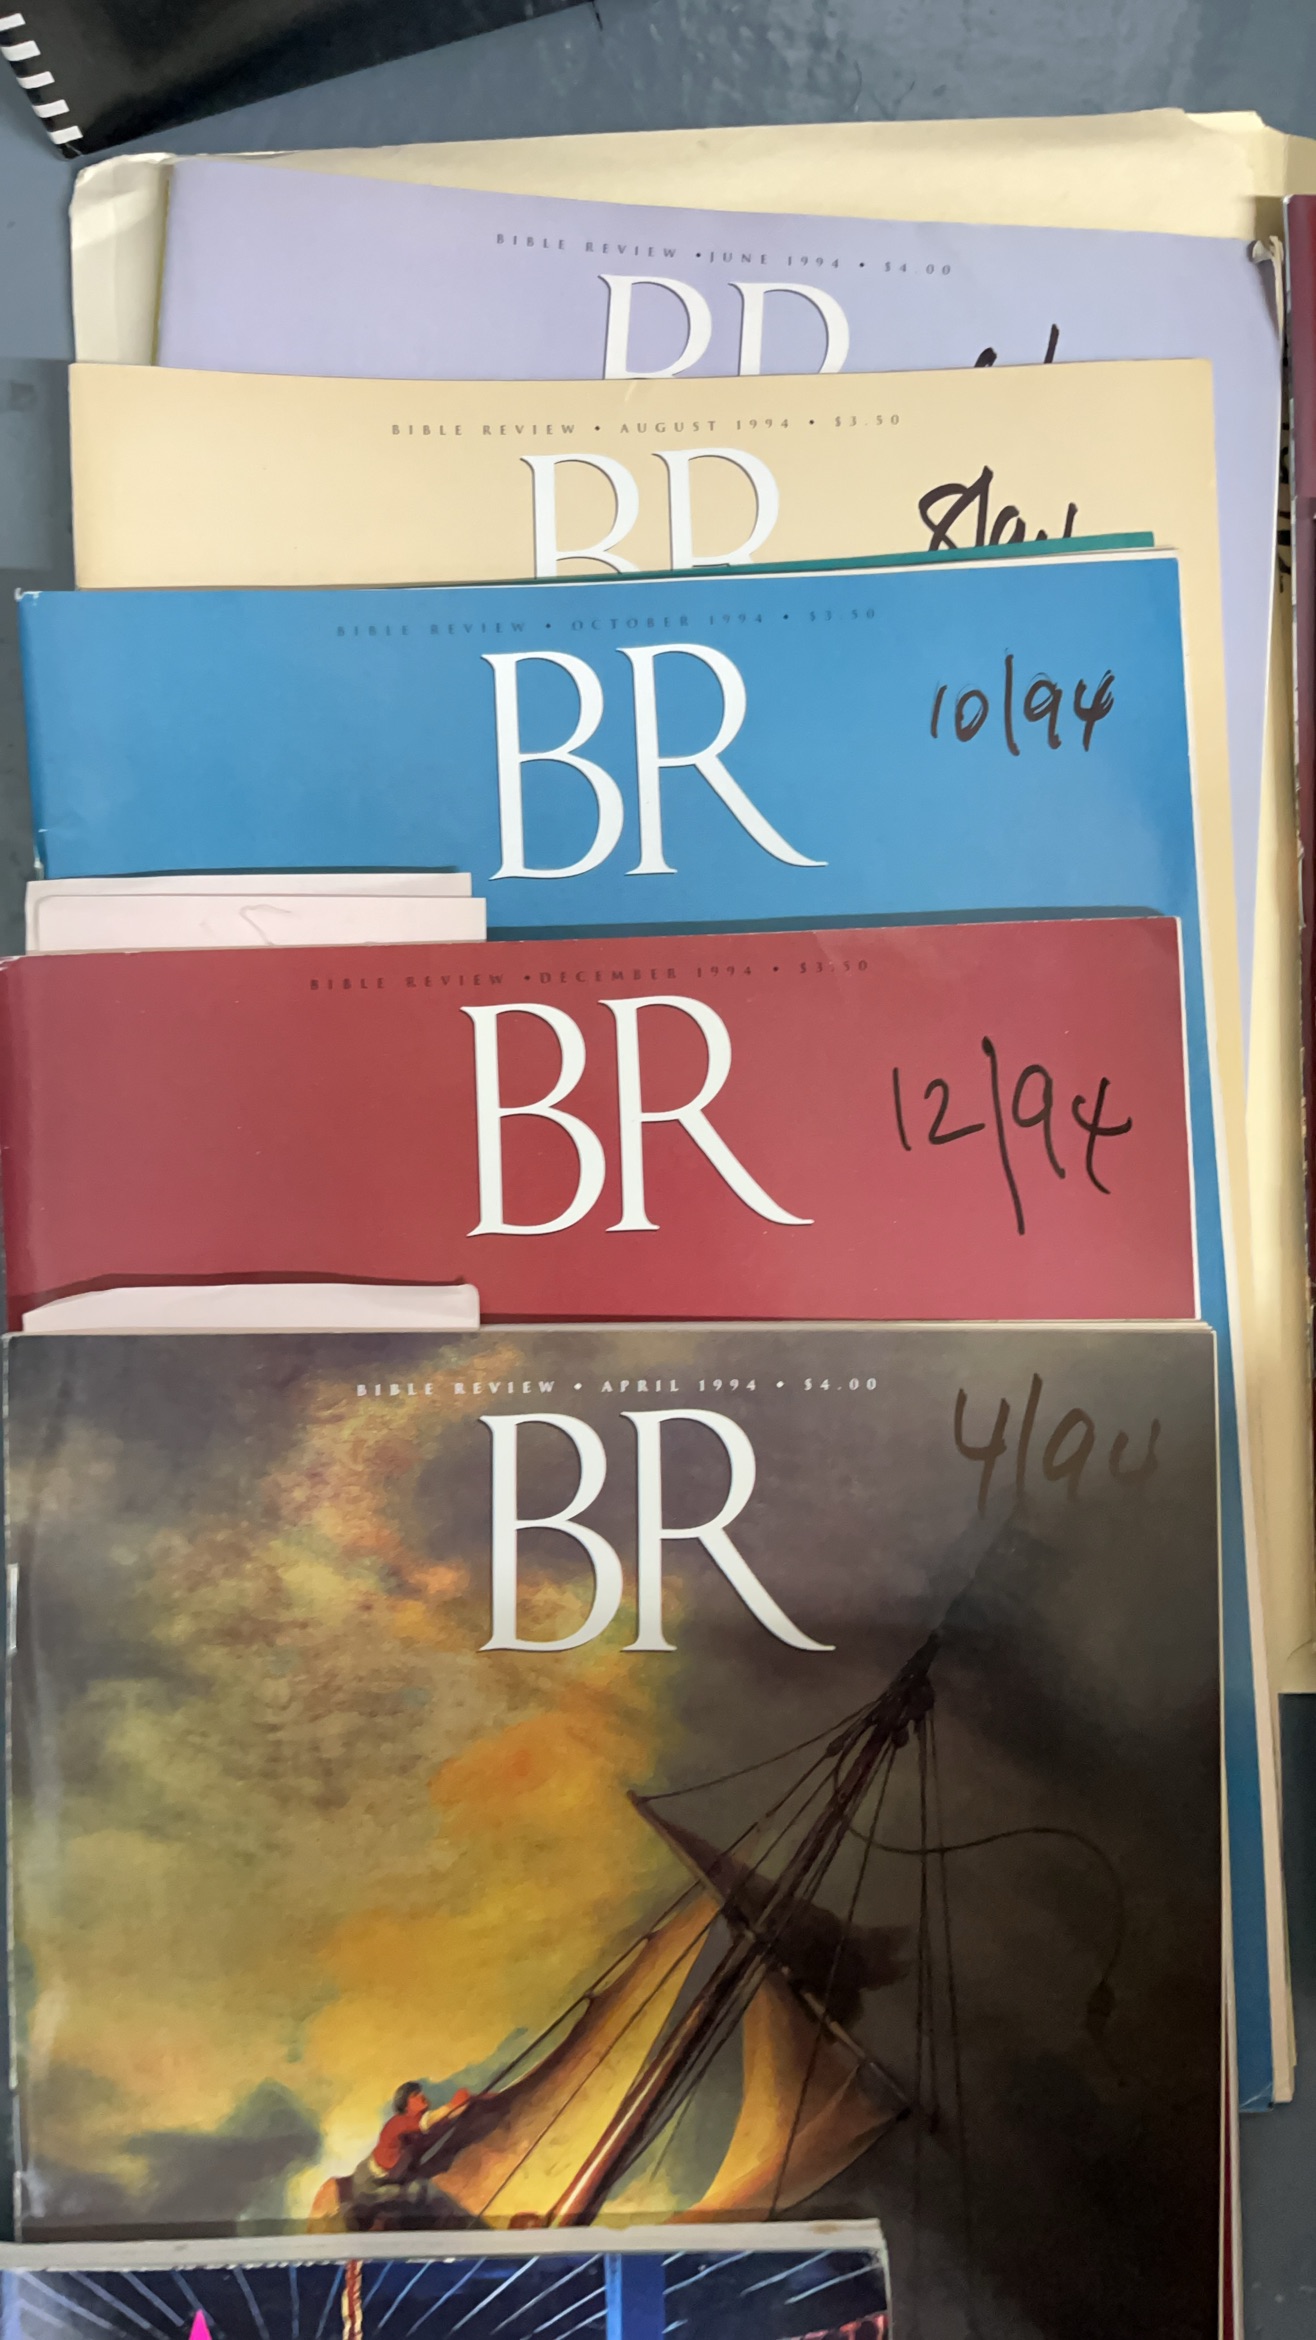 BIBLE REVIEW • JUNE 1994 • $4.00
BR
BIBLE REVIEW • AUGUST 1994 • $3.50
BR
8/94
BIBLE REVIEW • OCTOBER 1994 • $3.50
BR
10/94
BIBLE REVIEW • DECEMBER 1994 • $3.50
BR
12/94
BIBLE REVIEW • APRIL 1994 • $4.00
BR
4/94